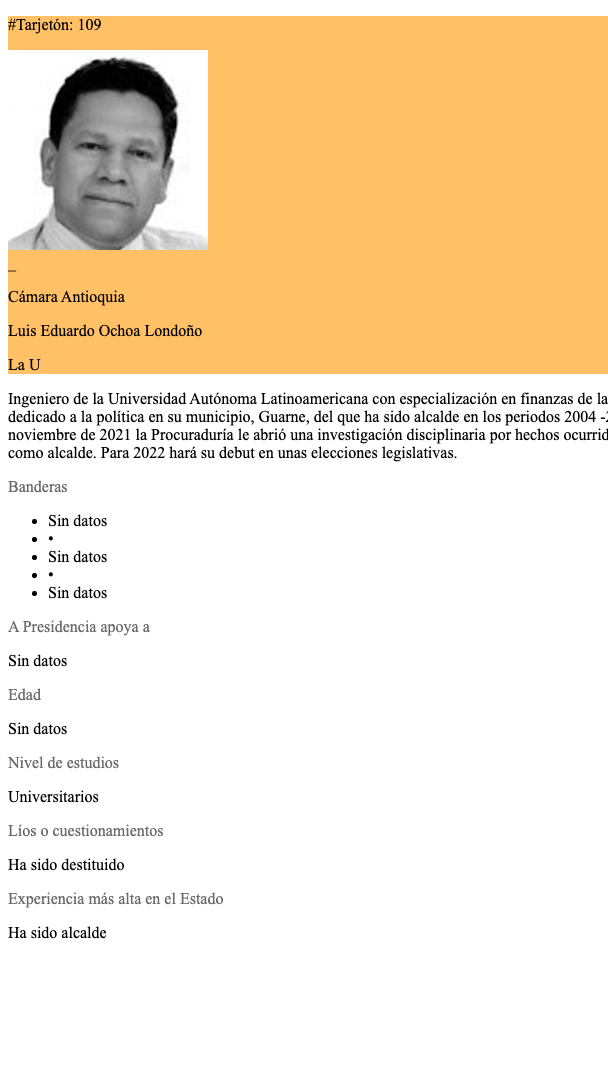 #Tarjetón: 109
_
Cámara Antioquia
Luis Eduardo Ochoa Londoño
La U
Ingeniero de la Universidad Autónoma Latinoamericana con especialización en finanzas de la
dedicado a la política en su municipio, Guarne, del que ha sido alcalde en los periodos 2004 -
noviembre de 2021 la Procuraduría le abrió una investigación disciplinaria por hechos
como alcalde. Para 2022 hará su debut en unas elecciones legislativas.
Banderas
• Sin datos
• •
• Sin datos
• •
• Sin datos
A Presidencia apoya a
Sin datos
Edad
Sin datos
Nivel de estudios
Universitarios
Líos o cuestionamientos
Ha sido destituido
Experiencia más alta en el Estado
Ha sido alcalde